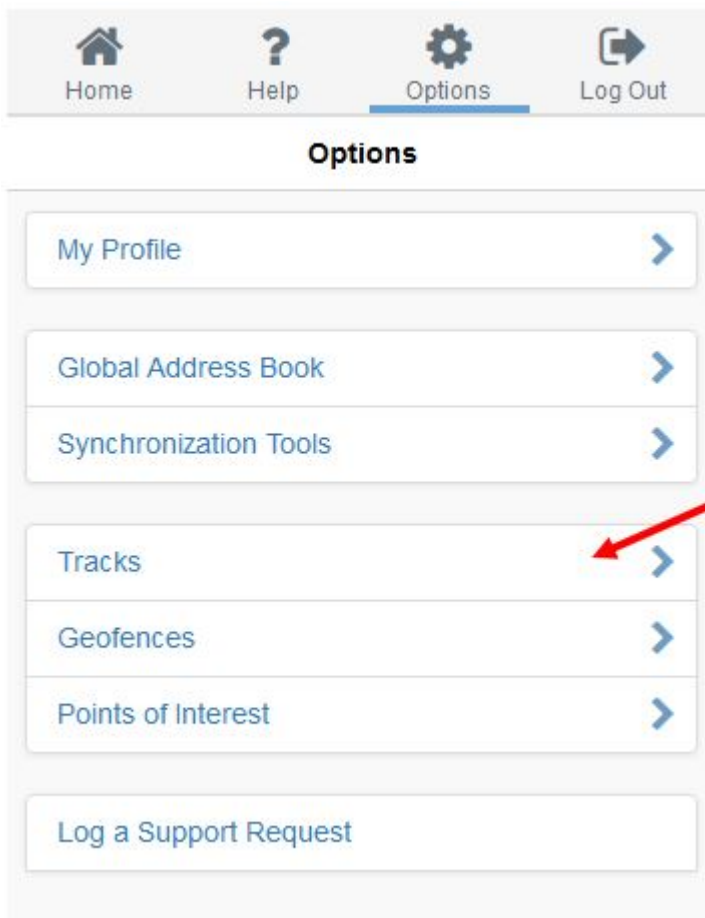 Home Help Options Log Out
Options
My Profile
Global Address Book
Synchronization Tools
Tracks
Geofences
Points of Interest
Log a Support Request